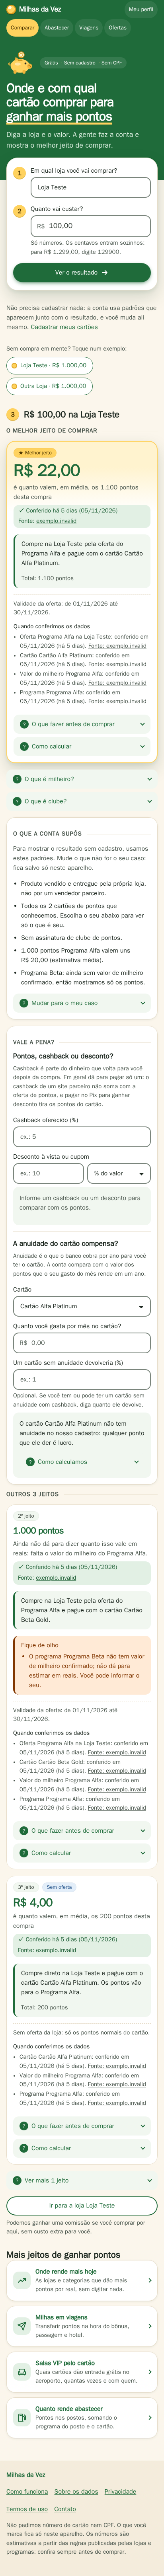 Milhas da Vez
Meu perfil
Comparar
Abastecer
Viagens
Ofertas
Grátis Sem cadastro Sem CPF
Onde e com qual
cartão comprar para
ganhar mais pontos
Diga a loja e o valor. A gente faz a conta e
mostra o melhor caminho.
1 Em qual loja você vai comprar?
Loja Teste
2 Quanto vai custar?
R$ 100,00
Só números. Os centavos entram sozinhos:
para R$ 1.299,00, digite 129900.
Ver o resultado →
Não precisa cadastrar nada: a conta usa padrões que
aparecem junto com o resultado, e você muda ali
mesmo. Cadastrar meus cartões
Sem compra em mente? Toque num exemplo:
Loja Teste · R$ 1.000,00
Outra Loja · R$ 1.000,00
3 R$ 100,00 na Loja Teste
O MELHOR JEITO DE COMPRAR
★ Melhor jeito
R$ 22,00
é quanto valem, em média, os 1.100 pontos
desta compra
✓ Conferido há 5 dias (05/11/2026)
Fonte: exemplo.invalid
Compre na Loja Teste pela oferta do
Programa Alfa e pague com o cartão Cartão
Alfa Platinum.
Total: 1.100 pontos
Validade da oferta: de 01/11/2026 até
30/11/2026.
Quando conferimos os dados
• Oferta Programa Alfa na Loja Teste: conferido em
05/11/2026 (há 5 dias). Fonte: exemplo.invalid
• Cartão Cartão Alfa Platinum: conferido em
05/11/2026 (há 5 dias). Fonte: exemplo.invalid
• Valor do milheiro Programa Alfa: conferido em
05/11/2026 (há 5 dias). Fonte: exemplo.invalid
• Programa Programa Alfa: conferido em
05/11/2026 (há 5 dias). Fonte: exemplo.invalid
? O que fazer antes de comprar
? Como calcular
? O que é milheiro?
? O que é clube?
O QUE A CONTA SUPÔS
Para mostrar o resultado sem cadastro, usamos
estes padrões. Mude o que não for o seu caso:
fica salvo só neste aparelho.
• Produto vendido e entregue pela própria loja,
não por um vendedor parceiro.
• Todos os 2 cartões de pontos que
conhecemos. Escolha o seu abaixo para ver
só o que é seu.
• Sem assinatura de clube de pontos.
• 1.000 pontos Programa Alfa valem uns
R$ 20,00 (estimativa média).
• Programa Beta: ainda sem valor de milheiro
confirmado, então mostramos só os pontos.
? Mudar para o meu caso
VALE A PENA?
Pontos, cashback ou desconto?
Cashback é parte do dinheiro que volta para você
depois da compra. Em geral dá para pegar só um: o
cashback de um site parceiro não soma com a
oferta de pontos, e pagar no Pix para ganhar
desconto tira os pontos do cartão.
Cashback oferecido (%)
ex.: 5
Desconto à vista ou cupom
ex.: 10
% do valor
Informe um cashback ou um desconto para
comparar com os pontos.
A anuidade do cartão compensa?
Anuidade é o que o banco cobra por ano para você
ter o cartão. A conta compara com o valor dos
pontos que o seu gasto do mês rende em um ano.
Cartão
Cartão Alfa Platinum
Quanto você gasta por mês no cartão?
R$ 0,00
Um cartão sem anuidade devolveria (%)
ex.: 1
Opcional. Se você tem ou pode ter um cartão sem
anuidade com cashback, diga quanto ele devolve.
O cartão Cartão Alfa Platinum não tem
anuidade no nosso cadastro: qualquer ponto
que ele der é lucro.
? Como calculamos
OUTROS 3 JEITOS
2º jeito
1.000 pontos
Ainda não dá para dizer quanto isso vale em
reais: falta o valor do milheiro do Programa Alfa.
✓ Conferido há 5 dias (05/11/2026)
Fonte: exemplo.invalid
Compre na Loja Teste pela oferta do
Programa Alfa e pague com o cartão Cartão
Beta Gold.
Fique de olho
• O programa Programa Beta não tem valor
de milheiro confirmado; não dá para
estimar em reais. Você pode informar o
seu.
Validade da oferta: de 01/11/2026 até
30/11/2026.
Quando conferimos os dados
• Oferta Programa Alfa na Loja Teste: conferido em
05/11/2026 (há 5 dias). Fonte: exemplo.invalid
• Cartão Cartão Beta Gold: conferido em
05/11/2026 (há 5 dias). Fonte: exemplo.invalid
• Valor do milheiro Programa Alfa: conferido em
05/11/2026 (há 5 dias). Fonte: exemplo.invalid
• Programa Programa Alfa: conferido em
05/11/2026 (há 5 dias). Fonte: exemplo.invalid
? O que fazer antes de comprar
? Como calcular
3º jeito Sem oferta
R$ 4,00
é quanto valem, em média, os 200 pontos desta
compra
✓ Conferido há 5 dias (05/11/2026)
Fonte: exemplo.invalid
Compre direto na Loja Teste e pague com o
cartão Cartão Alfa Platinum. Os pontos vão
para o Programa Alfa.
Total: 200 pontos
Sem oferta da loja: só os pontos normais do cartão.
Quando conferimos os dados
• Cartão Cartão Alfa Platinum: conferido em
05/11/2026 (há 5 dias). Fonte: exemplo.invalid
• Valor do milheiro Programa Alfa: conferido em
05/11/2026 (há 5 dias). Fonte: exemplo.invalid
• Programa Programa Alfa: conferido em
05/11/2026 (há 5 dias). Fonte: exemplo.invalid
? O que fazer antes de comprar
? Como calcular
? Ver mais 1 jeito
Ir para a loja Loja Teste
Podemos ganhar uma comissão se você comprar por
aqui, sem custo extra para você.
Mais jeitos de ganhar pontos
Onde rende mais hoje
As lojas e categorias que dão mais
pontos por real, sem digitar nada.
Milhas em viagens
Transferir pontos na hora do bônus,
passagem e hotel.
Salas VIP pelo cartão
Quais cartões dão entrada grátis no
aeroporto, quantas vezes e com quem.
Quanto rende abastecer
Pontos nos postos, somando o
programa do posto e o cartão.
Milhas da Vez
Como funciona Sobre os dados Privacidade
Termos de uso Contato
Não pedimos número de cartão nem CPF. O que você
marca fica só neste aparelho. Os números são
estimativas a partir das regras publicadas pelas lojas e
programas: confira sempre antes de comprar.